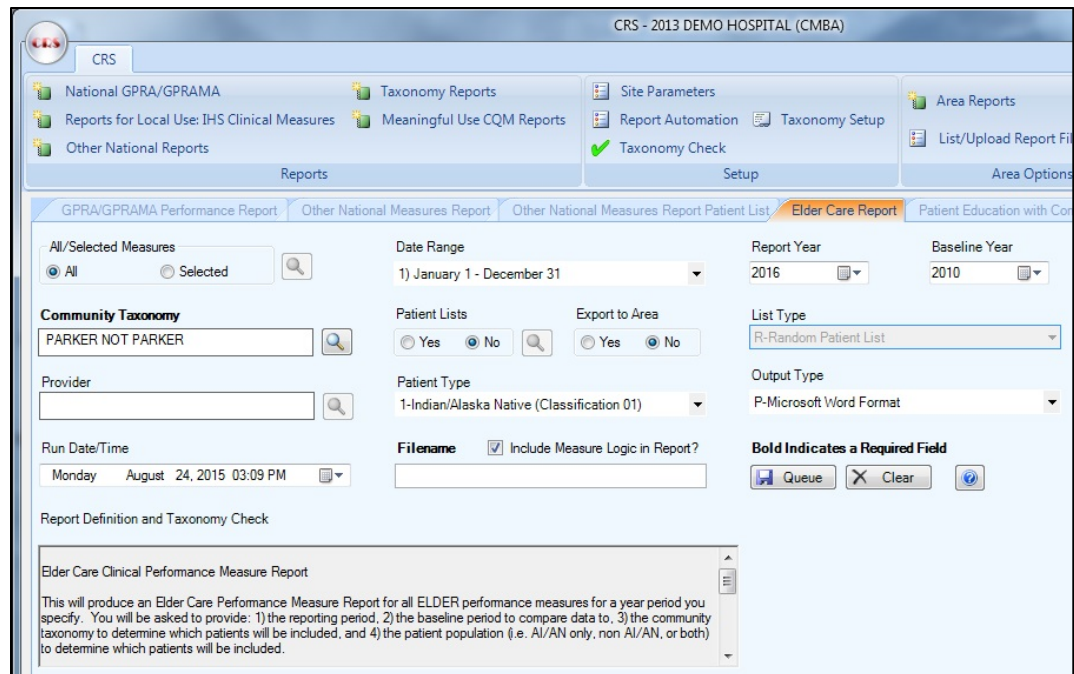 CRS - 2013 DEMO HOSPITAL (CMBA)
CRS
CRS
National GPRA/GPRAMA
Taxonomy Reports
Site Parameters
Area Reports
Reports for Local Use: IHS Clinical Measures
Meaningful Use CQM Reports
Report Automation
Taxonomy Setup
List/Upload Report Fil
Other National Reports
Taxonomy Check
Reports
Setup
Area Options
GPRA/GPRAMA Performance Report
Other National Measures Report
Other National Measures Report Patient List
Elder Care Report
Patient Education with Com
All/Selected Measures
All
Selected
Date Range
1) January 1 - December 31
Report Year
2016
Baseline Year
2010
Community Taxonomy
PARKER NOT PARKER
Patient Lists
Yes
No
Export to Area
Yes
No
List Type
R-Random Patient List
Provider
Patient Type
1-Indian/Alaska Native (Classification 01)
Output Type
P-Microsoft Word Format
Run Date/Time
Monday August 24, 2015 03:09 PM
Filename
Include Measure Logic in Report?
Bold Indicates a Required Field
Queue
Clear
Report Definition and Taxonomy Check
Elder Care Clinical Performance Measure Report
This will produce an Elder Care Performance Measure Report for all ELDER performance measures for a year period you
specify. You will be asked to provide: 1) the reporting period, 2) the baseline period to compare data to, 3) the community
taxonomy to determine which patients will be included, and 4) the patient population (i.e. AI/AN only, non AI/AN, or both)
to determine which patients will be included.